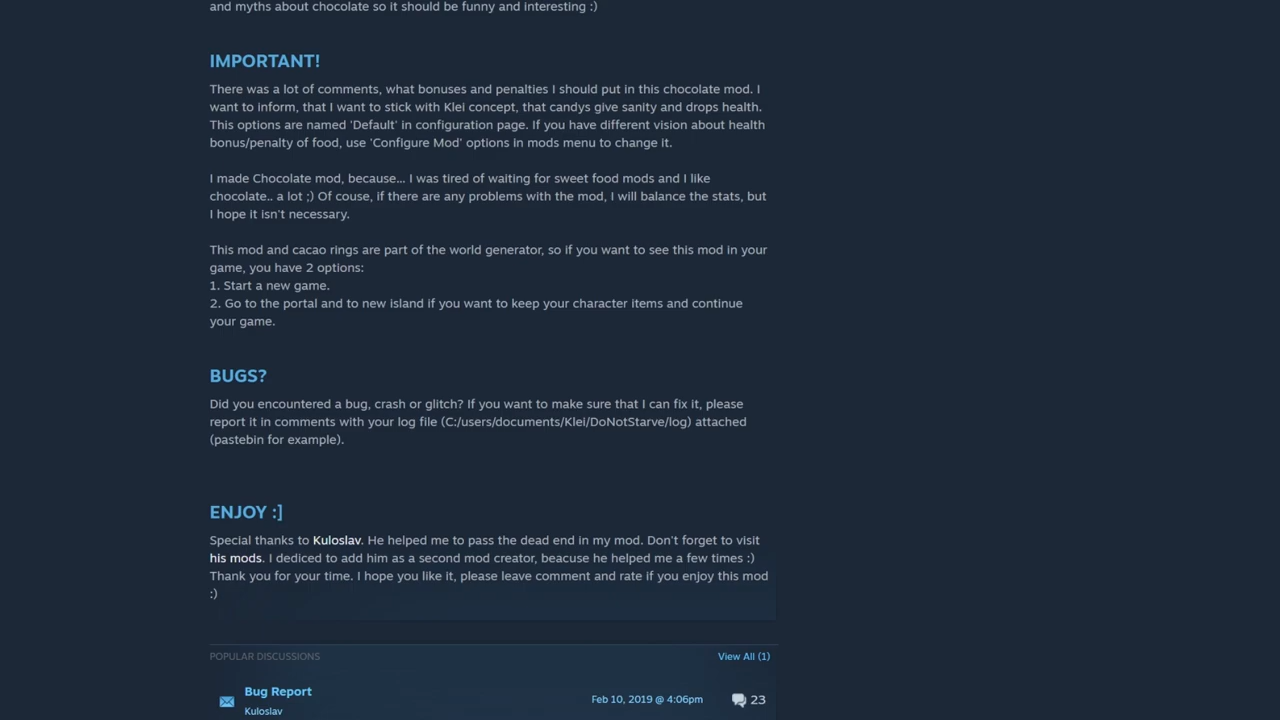 and myths about chocolate so it should be funny and interesting :)
IMPORTANT!
There was a lot of comments, what bonuses and penalties I should put in this chocolate mod. I
want to inform, that I want to stick with Klei concept, that candys give sanity and drops health.
This options are named 'Default' in configuration page. If you have different vision about health
bonus/penalty of food, use 'Configure Mod' options in mods menu to change it.
I made Chocolate mod, because... I was tired of waiting for sweet food mods and I like
chocolate.. a lot ;) Of couse, if there are any problems with the mod, I will balance the stats, but
I hope it isn't necessary.
This mod and cacao rings are part of the world generator, so if you want to see this mod in your
game, you have 2 options:
1. Start a new game.
2. Go to the portal and to new island if you want to keep your character items and continue
your game.
BUGS?
Did you encountered a bug, crash or glitch? If you want to make sure that I can fix it, please
report it in comments with your log file (C:/users/documents/Klei/DoNotStarve/log) attached
(pastebin for example).
ENJOY :]
Special thanks to Kuloslav. He helped me to pass the dead end in my mod. Don't forget to visit
his mods. I dediced to add him as a second mod creator, beacuse he helped me a few times :)
Thank you for your time. I hope you like it, please leave comment and rate if you enjoy this mod
:)
POPULAR DISCUSSIONS View All (1)
Bug Report Feb 10, 2019 @ 4:06pm 23
Kuloslav